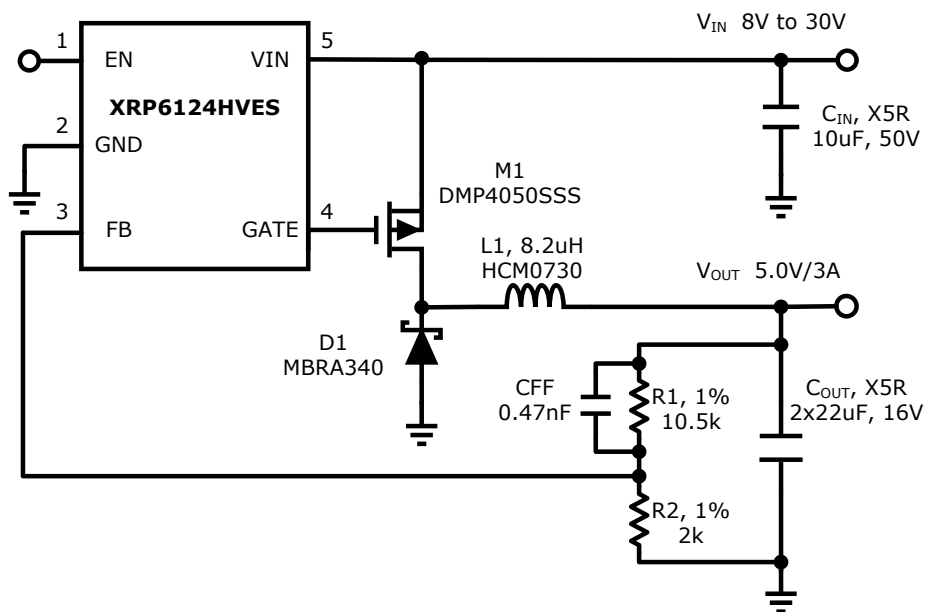 V_IN 8V to 30V
1
5
EN
VIN
XRP6124HVES
2
GND
C_IN, X5R
10uF, 50V
M1
DMP4050SSS
3
4
FB
GATE
L1, 8.2uH
HCM0730
V_OUT 5.0V/3A
D1
MBRA340
CFF
0.47nF
R1, 1%
10.5k
C_OUT, X5R
2x22uF, 16V
R2, 1%
2k